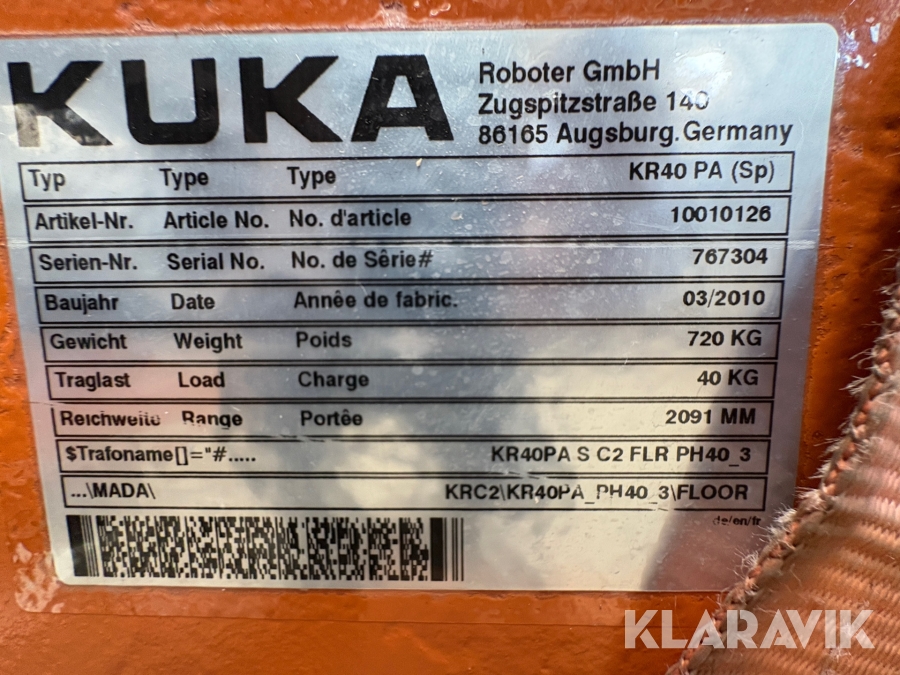 KUKA
Roboter GmbH
Zugspitzstraße 140
86165 Augsburg.Germany
Typ Type Type KR40 PA (Sp)
Artikel-Nr. Article No. No. d'article 10010126
Serien-Nr. Serial No. No. de Sêrie# 767304
Baujahr Date Annêe de fabric. 03/2010
Gewicht Weight Poids 720 KG
Traglast Load Charge 40 KG
Reichweite Range Portêe 2091 MM
$Trafoname[]="#..... KR40PA S C2 FLR PH40_3
...\MADA\ KRC2\KR40PA_PH40_3\FLOOR
de/en/fr
KLARAVIK